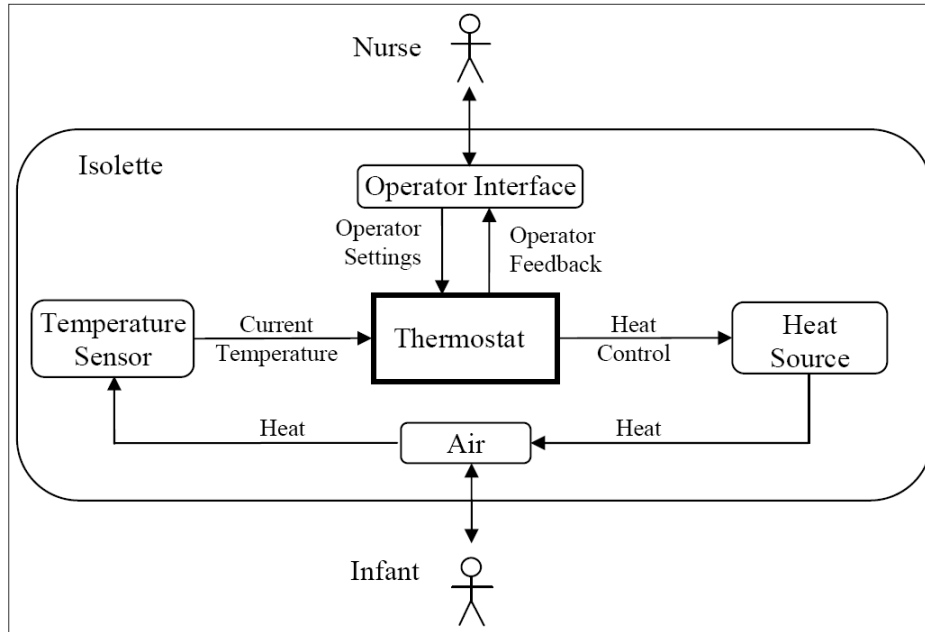 Nurse
Isolette
Operator Interface
Operator
Settings
Operator
Feedback
Temperature
Sensor
Current
Temperature
Thermostat
Heat
Control
Heat
Source
Heat
Air
Heat
Infant